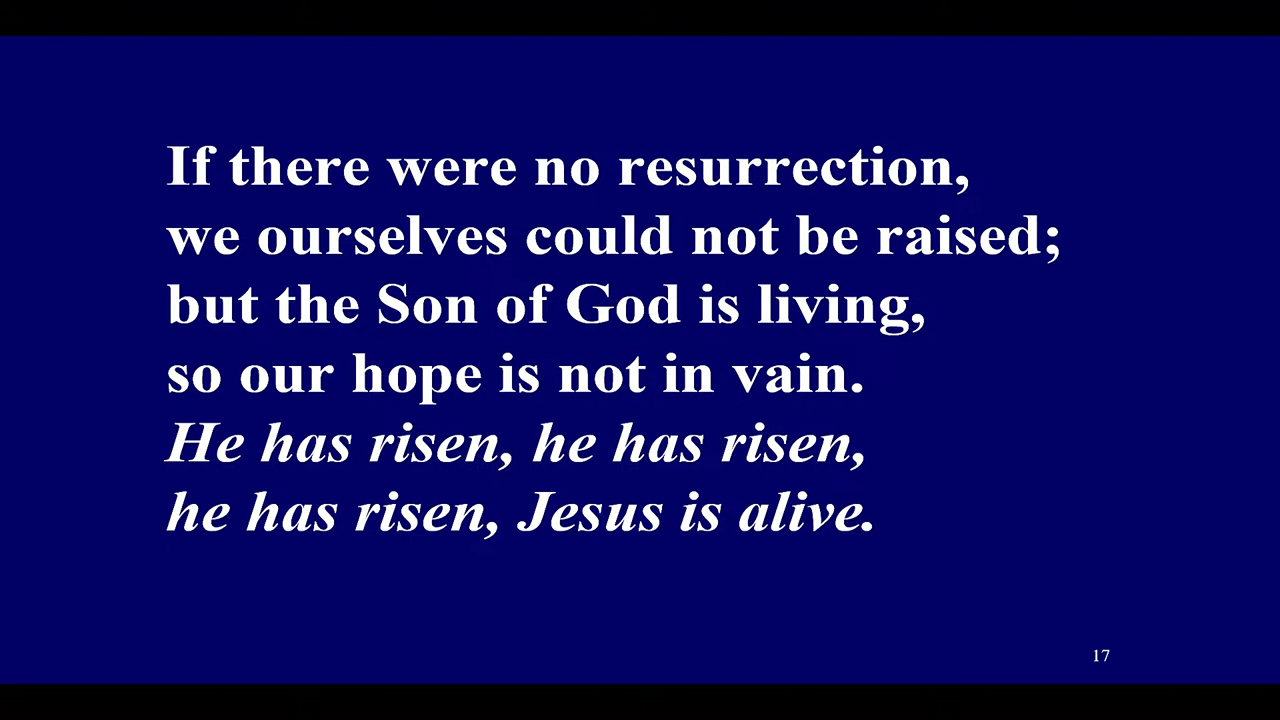 If there were no resurrection,
we ourselves could not be raised;
but the Son of God is living,
so our hope is not in vain.
He has risen, he has risen,
he has risen, Jesus is alive.
17